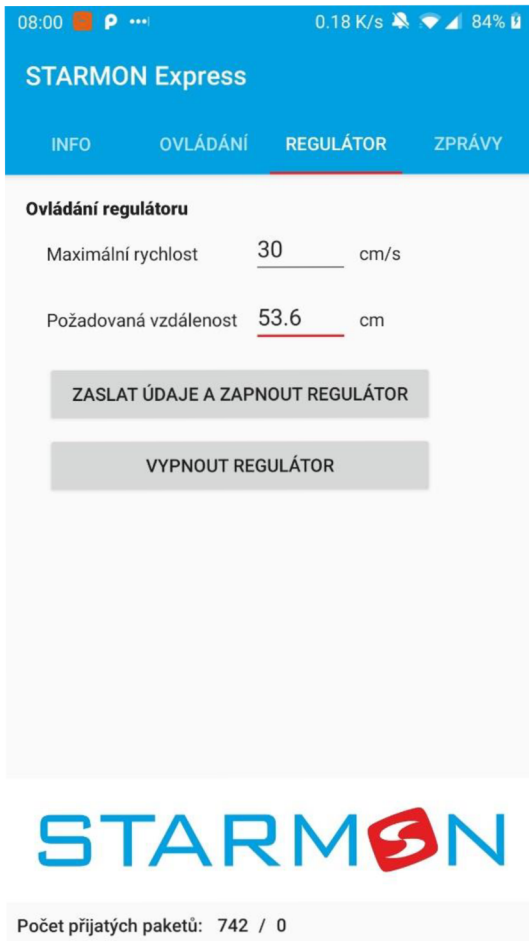 08:00 P 0.18 K/s 84%
STARMON Express
INFO OVLÁDÁNÍ REGULÁTOR ZPRÁVY
Ovládání regulátoru
Maximální rychlost 30 cm/s
Požadovaná vzdálenost 53.6 cm
ZASLAT ÚDAJE A ZAPNOUT REGULÁTOR
VYPNOUT REGULÁTOR
STARMON
Počet přijatých paketů: 742 / 0